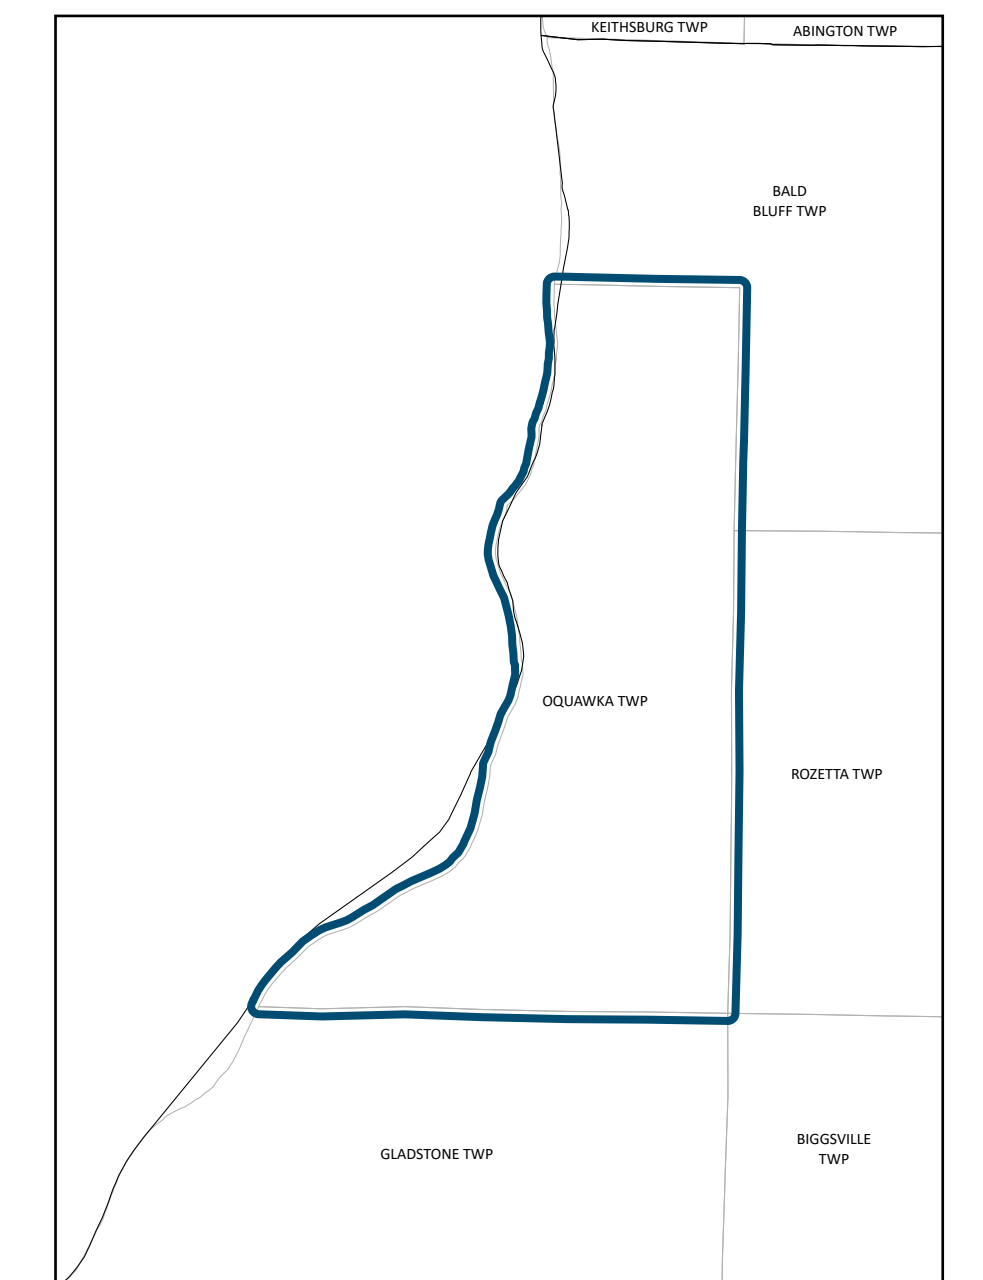 KEITHSBURG TWP
ABINGTON TWP
BALD
BLUFF TWP
OQUAWKA TWP
ROZETTA TWP
GLADSTONE TWP
BIGGSVILLE
TWP